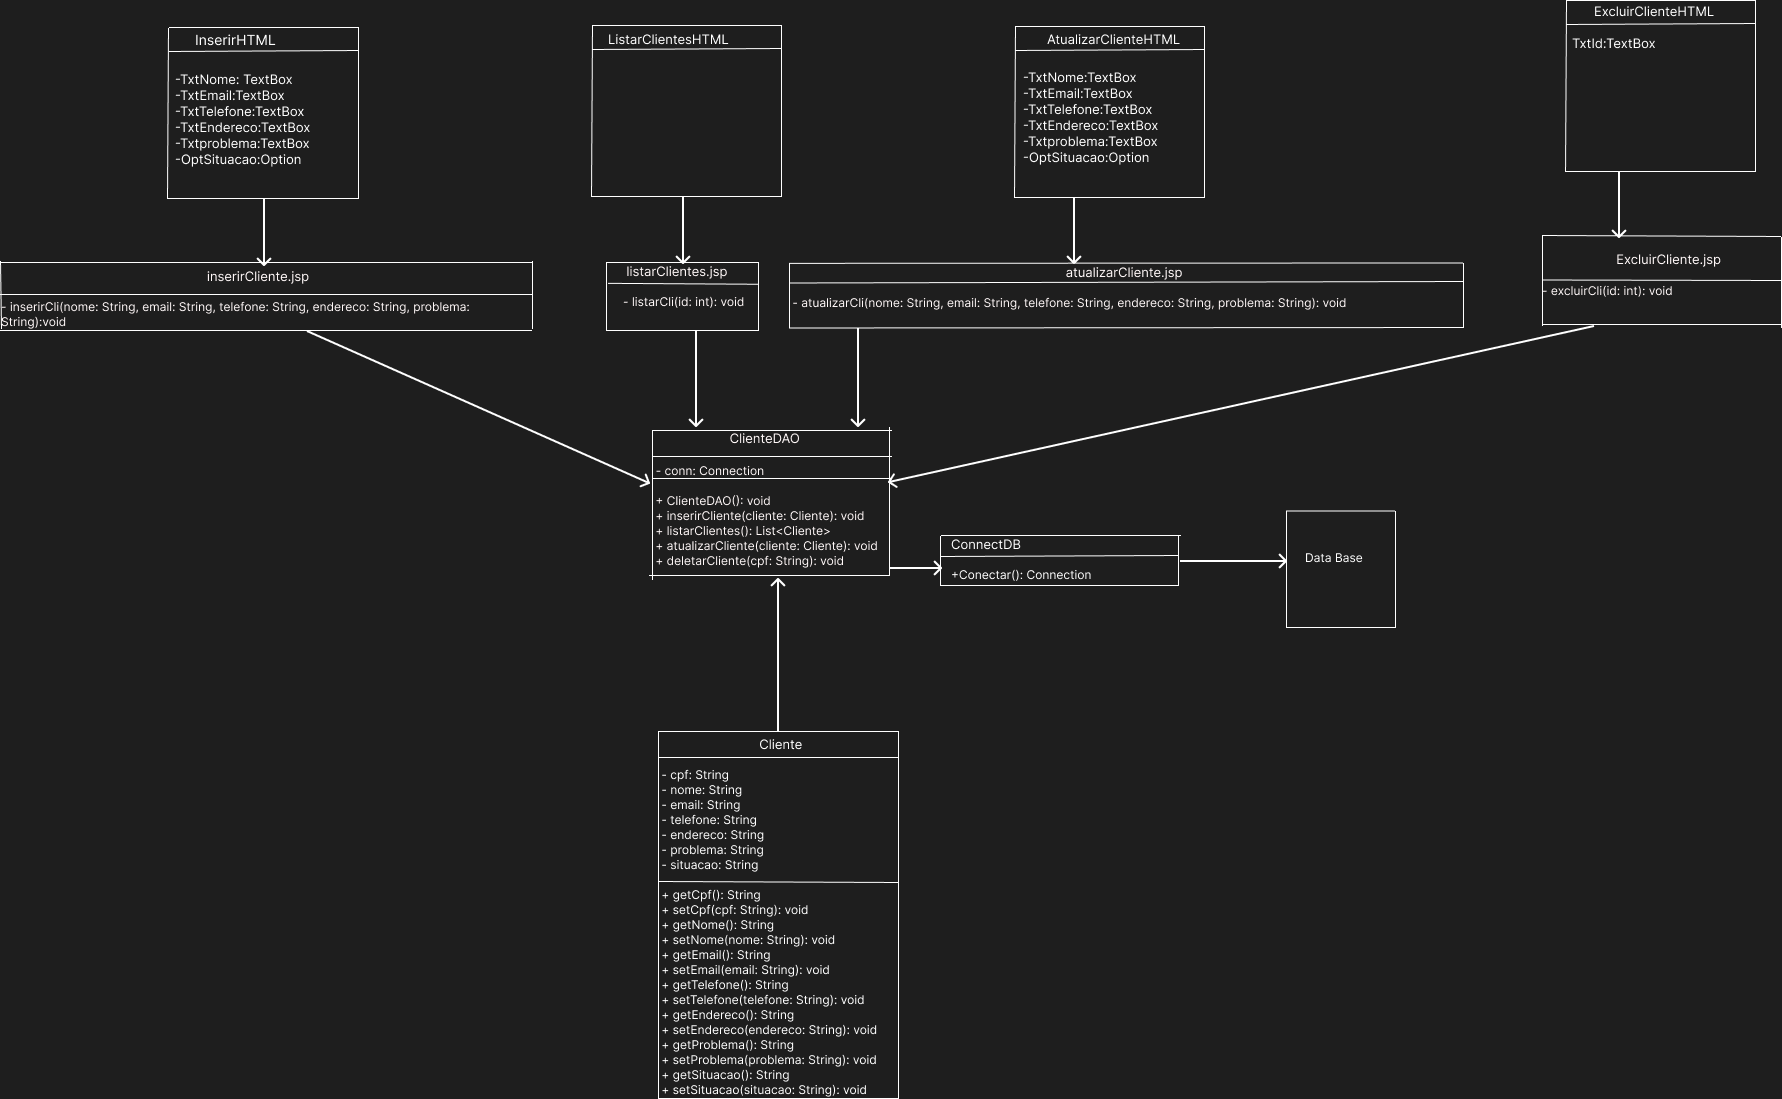 InserirHTML
-TxtNome: TextBox
-TxtEmail:TextBox
-TxtTelefone:TextBox
-TxtEndereco:TextBox
-Txtproblema:TextBox
-OptSituacao:Option
ListarClientesHTML
AtualizarClienteHTML
-TxtNome:TextBox
-TxtEmail:TextBox
-TxtTelefone:TextBox
-TxtEndereco:TextBox
-Txtproblema:TextBox
-OptSituacao:Option
ExcluirClienteHTML
TxtId:TextBox
inserirCliente.jsp
- inserirCli(nome: String, email: String, telefone: String, endereco: String, problema:
String):void
listarClientes.jsp
- listarCli(id: int): void
atualizarCliente.jsp
- atualizarCli(nome: String, email: String, telefone: String, endereco: String, problema: String): void
ExcluirCliente.jsp
- excluirCli(id: int): void
ClienteDAO
- conn: Connection
+ ClienteDAO(): void
+ inserirCliente(cliente: Cliente): void
+ listarClientes(): List<Cliente>
+ atualizarCliente(cliente: Cliente): void
+ deletarCliente(cpf: String): void
ConnectDB
+Conectar(): Connection
Data Base
Cliente
- cpf: String
- nome: String
- email: String
- telefone: String
- endereco: String
- problema: String
- situacao: String
+ getCpf(): String
+ setCpf(cpf: String): void
+ getNome(): String
+ setNome(nome: String): void
+ getEmail(): String
+ setEmail(email: String): void
+ getTelefone(): String
+ setTelefone(telefone: String): void
+ getEndereco(): String
+ setEndereco(endereco: String): void
+ getProblema(): String
+ setProblema(problema: String): void
+ getSituacao(): String
+ setSituacao(situacao: String): void